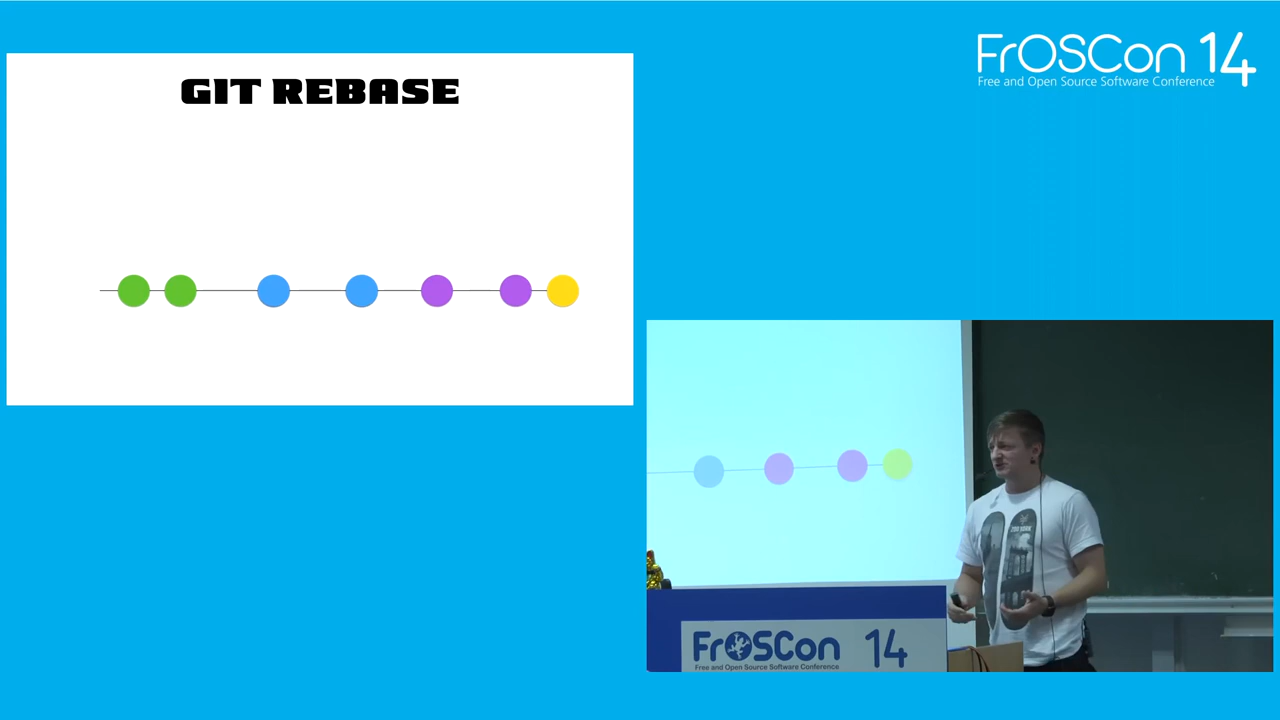 GIT REBASE
FrOSCon 14
Free and Open Source Software Conference
FrOSCon 14
Free and Open Source Software Conference